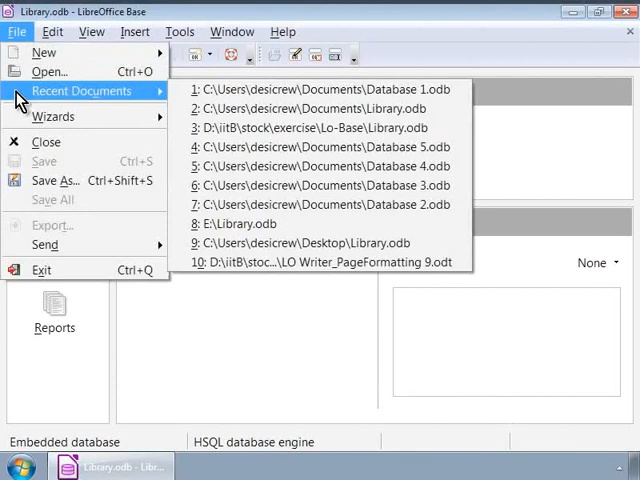 Library.odb - LibreOffice Base
File Edit View Insert Tools Window Help
New
Open... Ctrl+O
Recent Documents
Wizards
Close
Save Ctrl+S
Save As... Ctrl+Shift+S
Save All
Export...
Send
Exit Ctrl+Q
1: C:\Users\desicrew\Documents\Database 1.odb
2: C:\Users\desicrew\Documents\Library.odb
3: D:\iitB\stock\exercise\Lo-Base\Library.odb
4: C:\Users\desicrew\Documents\Database 5.odb
5: C:\Users\desicrew\Documents\Database 4.odb
6: C:\Users\desicrew\Documents\Database 3.odb
7: C:\Users\desicrew\Documents\Database 2.odb
8: E:\Library.odb
9: C:\Users\desicrew\Desktop\Library.odb
10: D:\iitB\stoc...\LO Writer_PageFormatting 9.odt
None
Reports
Embedded database HSQL database engine
Library.odb - Libr...